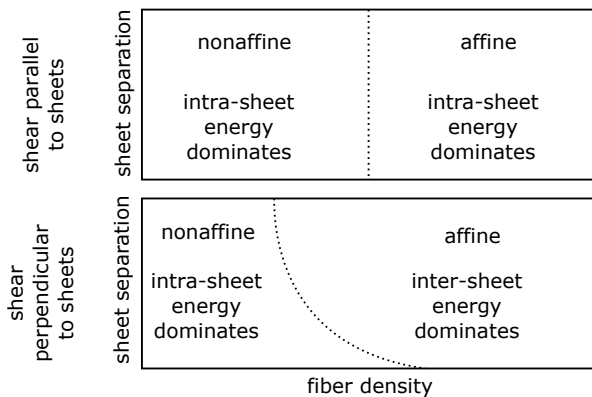 shear parallel
to sheets
sheet separation
nonaffine
affine
intra-sheet
energy
dominates
intra-sheet
energy
dominates
shear
perpendicular
to sheets
sheet separation
nonaffine
affine
intra-sheet
energy
dominates
inter-sheet
energy
dominates
fiber density